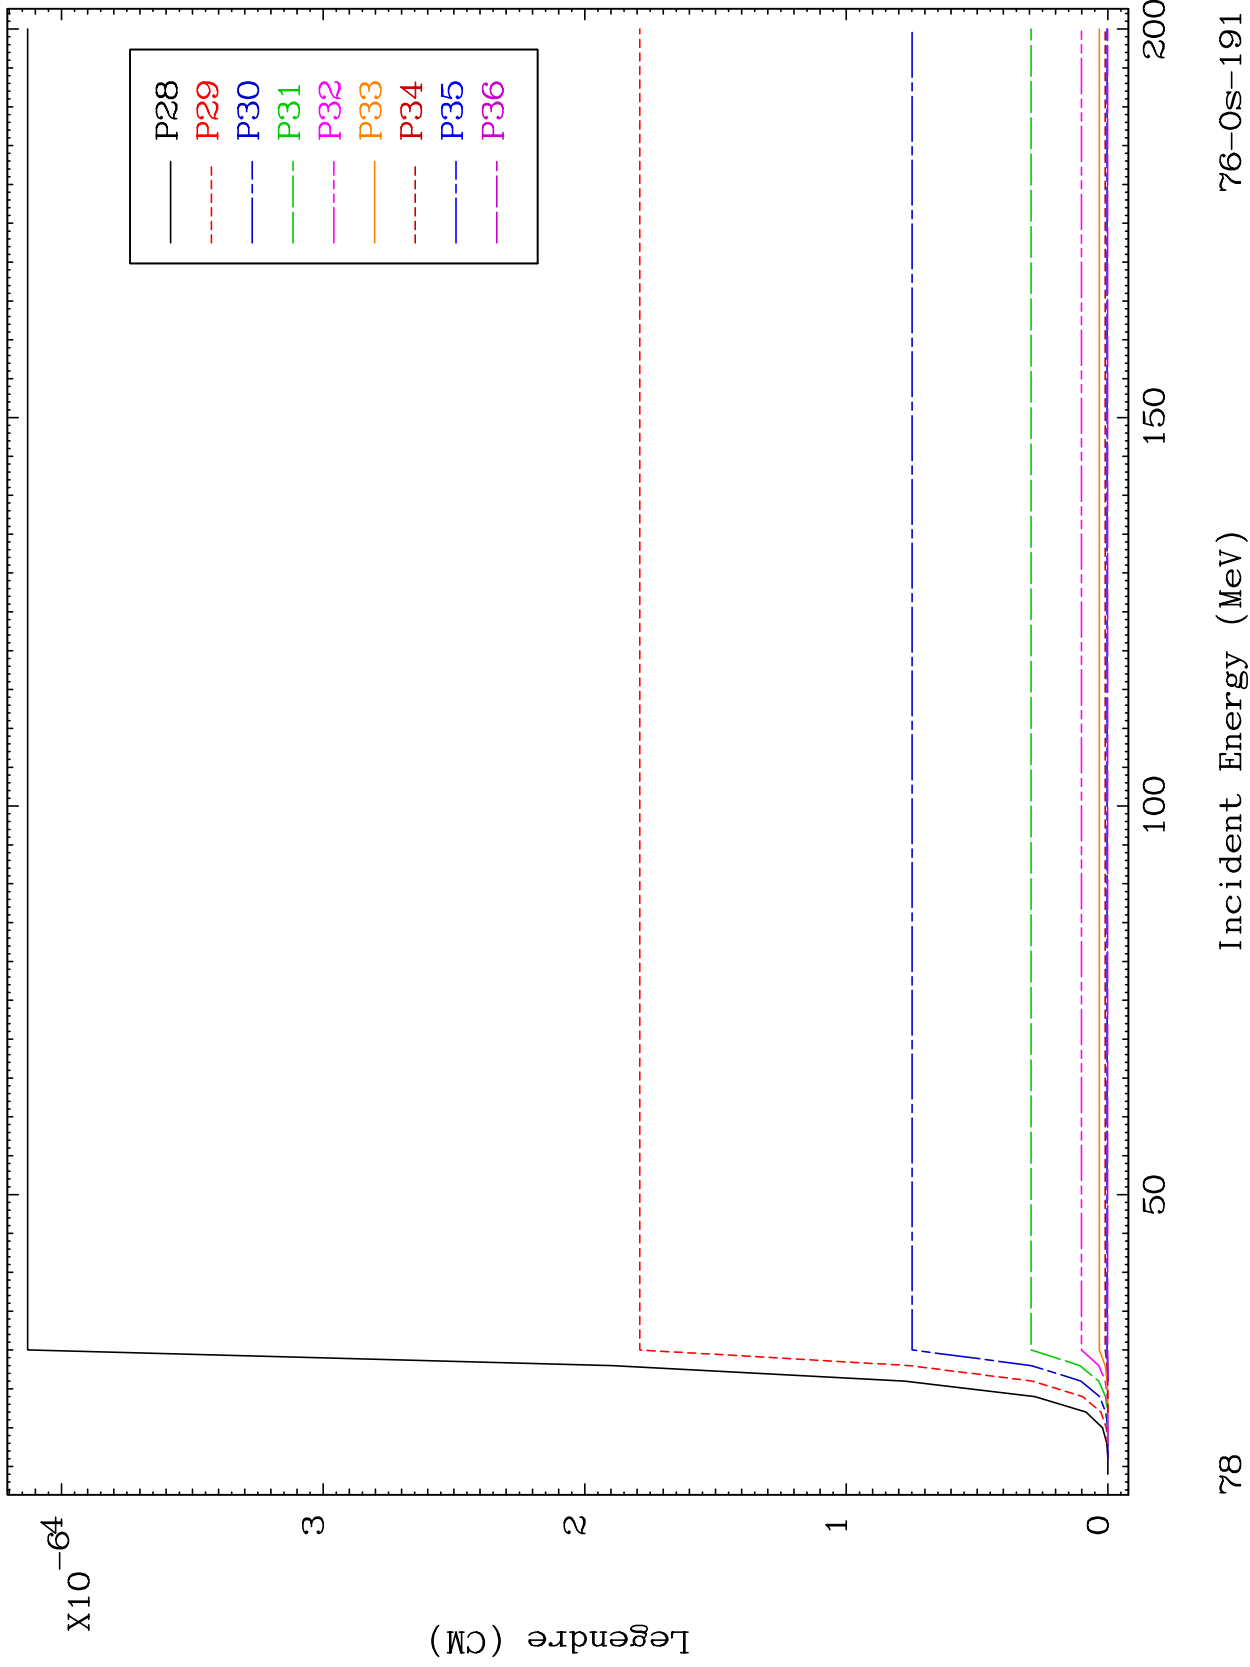 X10
-6
4
3
2
1
0
Legendre (CM)
P28
P29
P30
P31
P32
P33
P34
P35
P36
50
100
150
200
Incident Energy (MeV)
78
76-Os-191